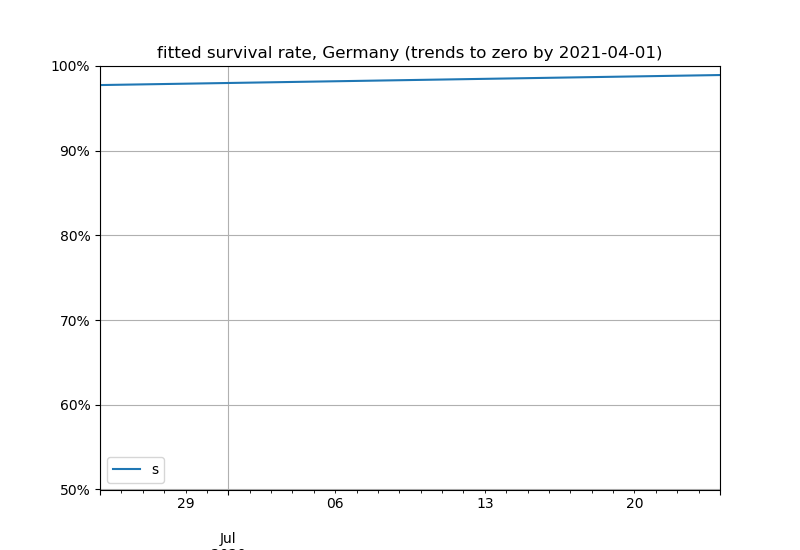 fitted survival rate, Germany (trends to zero by 2021-04-01)
100%
90%
80%
70%
60%
50%
s
29 06 13 20
Jul